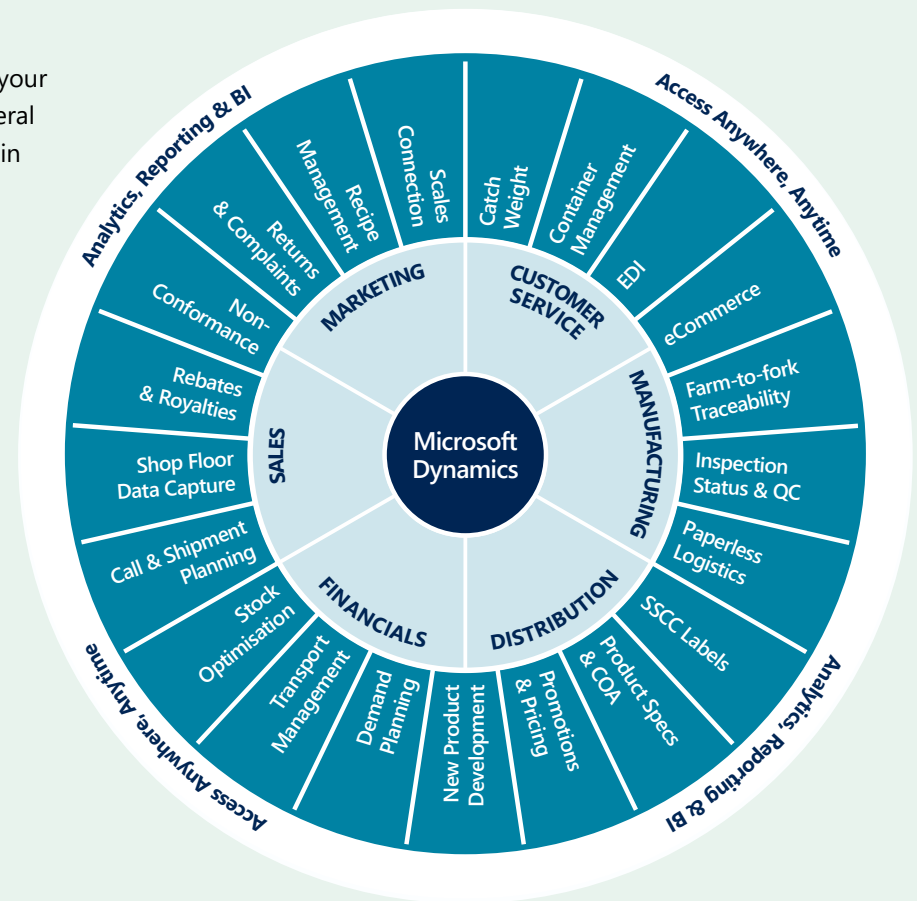 your
eral
in
Analytics, Reporting & BI
Access Anywhere, Anytime
Catch
Weight
Container
Management
EDI
eCommerce
Farm-to-fork
Traceability
Inspection
Status & QC
Paperless
Logistics
SSCC Labels
Product Specs
& COA
Promotions
& Pricing
New Product
Development
Demand
Planning
Transport
Management
Stock
Optimisation
Call & Shipment
Planning
Shop Floor
Data Capture
Rebates
& Royalties
Non-
Conformance
Returns
& Complaints
Recipe
Management
Scales
Connection
MARKETING
CUSTOMER
SERVICE
MANUFACTURING
DISTRIBUTION
FINANCIALS
SALES
Microsoft
Dynamics
Access Anywhere, Anytime
Analytics, Reporting & BI